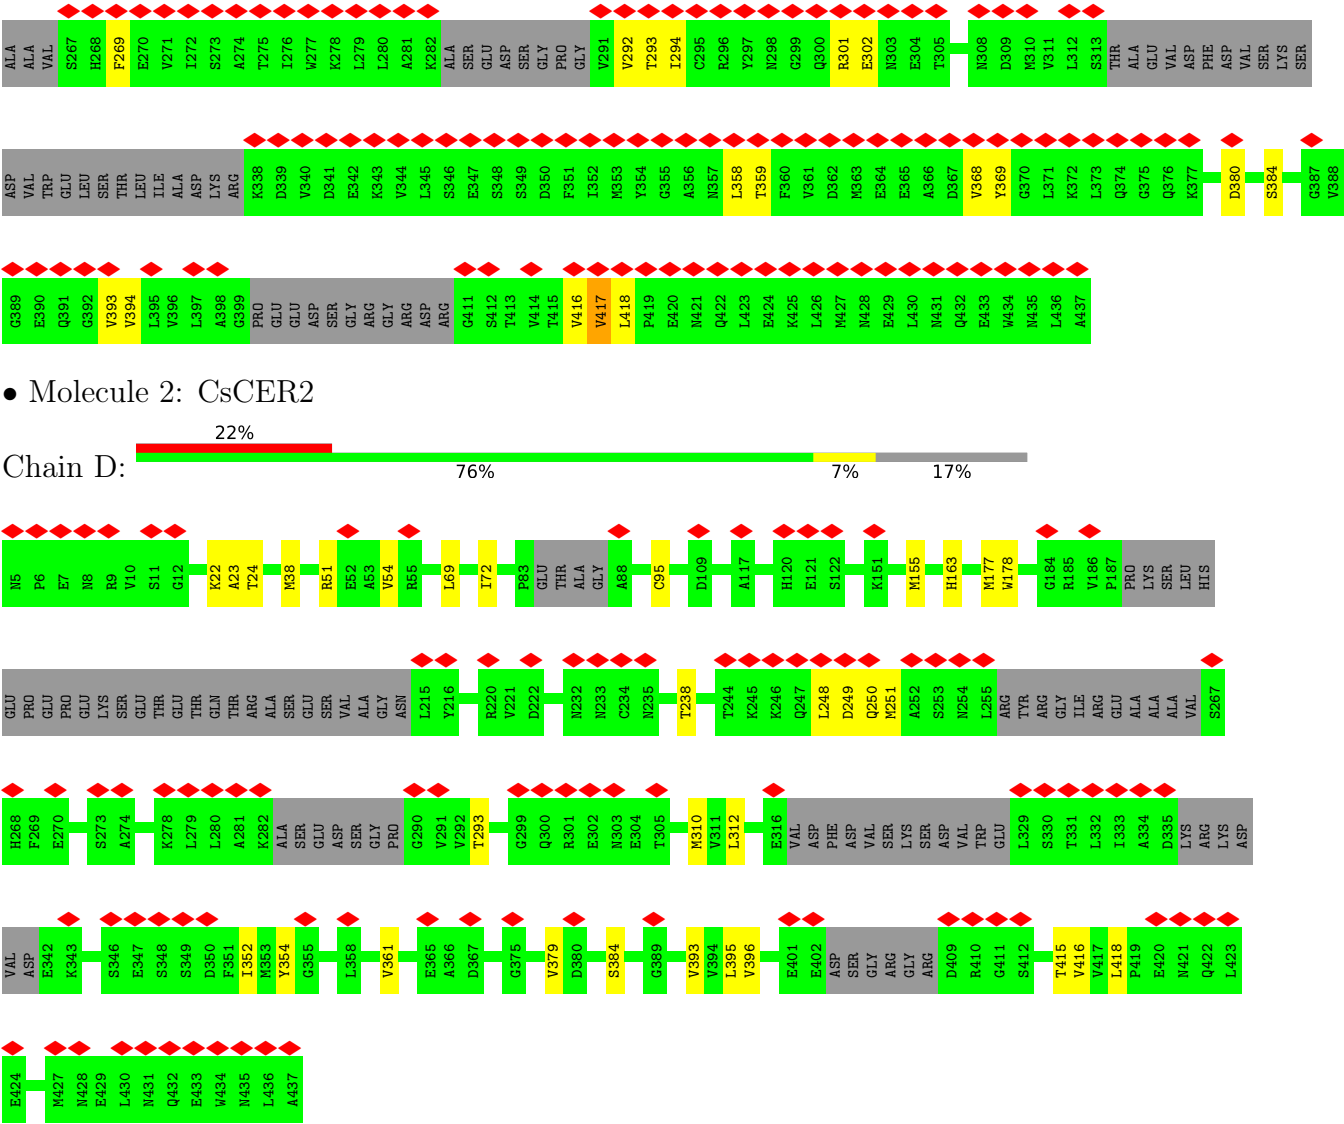 ALA ALA VAL S267 H268 F269 E270 V271 I272 S273 A274 T275 I276 W277 K278 L279 L280 A281 K282 ALA SER GLU ASP SER GLY PRO GLY V291 V292 T293 I294 C295 R296 Y297 N298 G299 Q300 R301 E302 N303 E304 T305 N308 D309 M310 V311 L312 S313 THR ALA GLU VAL ASP PHE ASP VAL SER LYS SER
ASP VAL TRP GLU LEU SER THR LEU ILE ALA ASP LYS ARG K338 D339 V340 D341 E342 K343 V344 L345 S346 E347 S348 S349 D350 F351 I352 M353 Y354 G355 A356 N357 L358 T359 F360 V361 D362 M363 E364 E365 A366 D367 V368 Y369 G370 L371 K372 L373 Q374 G375 Q376 K377 D380 S384 G387 V388
G389 E390 Q391 G392 V393 V394 L395 V396 L397 A398 G399 PRO GLU GLU ASP SER GLY ARG GLY ARG ASP ARG G411 S412 T413 V414 T415 V416 V417 L418 P419 E420 N421 Q422 L423 E424 K425 L426 M427 N428 E429 L430 N431 Q432 E433 W434 N435 L436 A437
• Molecule 2: CsCER2
22%
Chain D:
76% 7% 17%
N5 P6 E7 N8 R9 V10 S11 G12 K22 A23 T24 M38 R51 E52 A53 V54 R55 L69 I72 P83 GLU THR ALA GLY A88 C95 D109 A117 H120 E121 S122 K151 M155 H163 M177 W178 G184 R185 V186 P187 PRO LYS SER LEU HIS
GLU PRO GLU PRO GLU LYS SER GLU THR GLU THR GLN THR ARG ALA SER GLU SER VAL ALA GLY ASN L215 Y216 R220 V221 D222 N232 N233 C234 N235 T238 T244 K245 K246 Q247 L248 D249 Q250 M251 A252 S253 N254 L255 ARG TYR ARG GLY ILE ARG GLU ALA ALA ALA VAL S267
H268 F269 E270 S273 A274 K278 L279 L280 A281 K282 ALA SER GLU ASP SER GLY PRO G290 V291 V292 T293 G299 Q300 R301 E302 N303 E304 T305 M310 V311 L312 E316 VAL ASP PHE ASP VAL SER LYS SER ASP VAL TRP GLU L329 S330 T331 L332 I333 A334 D335 LYS ARG LYS ASP
VAL ASP E342 K343 S346 E347 S348 S349 D350 F351 I352 M353 Y354 G355 L358 V361 E365 A366 D367 G375 V379 D380 S384 G389 V393 V394 L395 V396 E401 E402 ASP SER GLY ARG GLY ARG D409 R410 G411 S412 T415 V416 V417 L418 P419 E420 N421 Q422 L423
E424 M427 N428 E429 L430 N431 Q432 E433 W434 N435 L436 A437